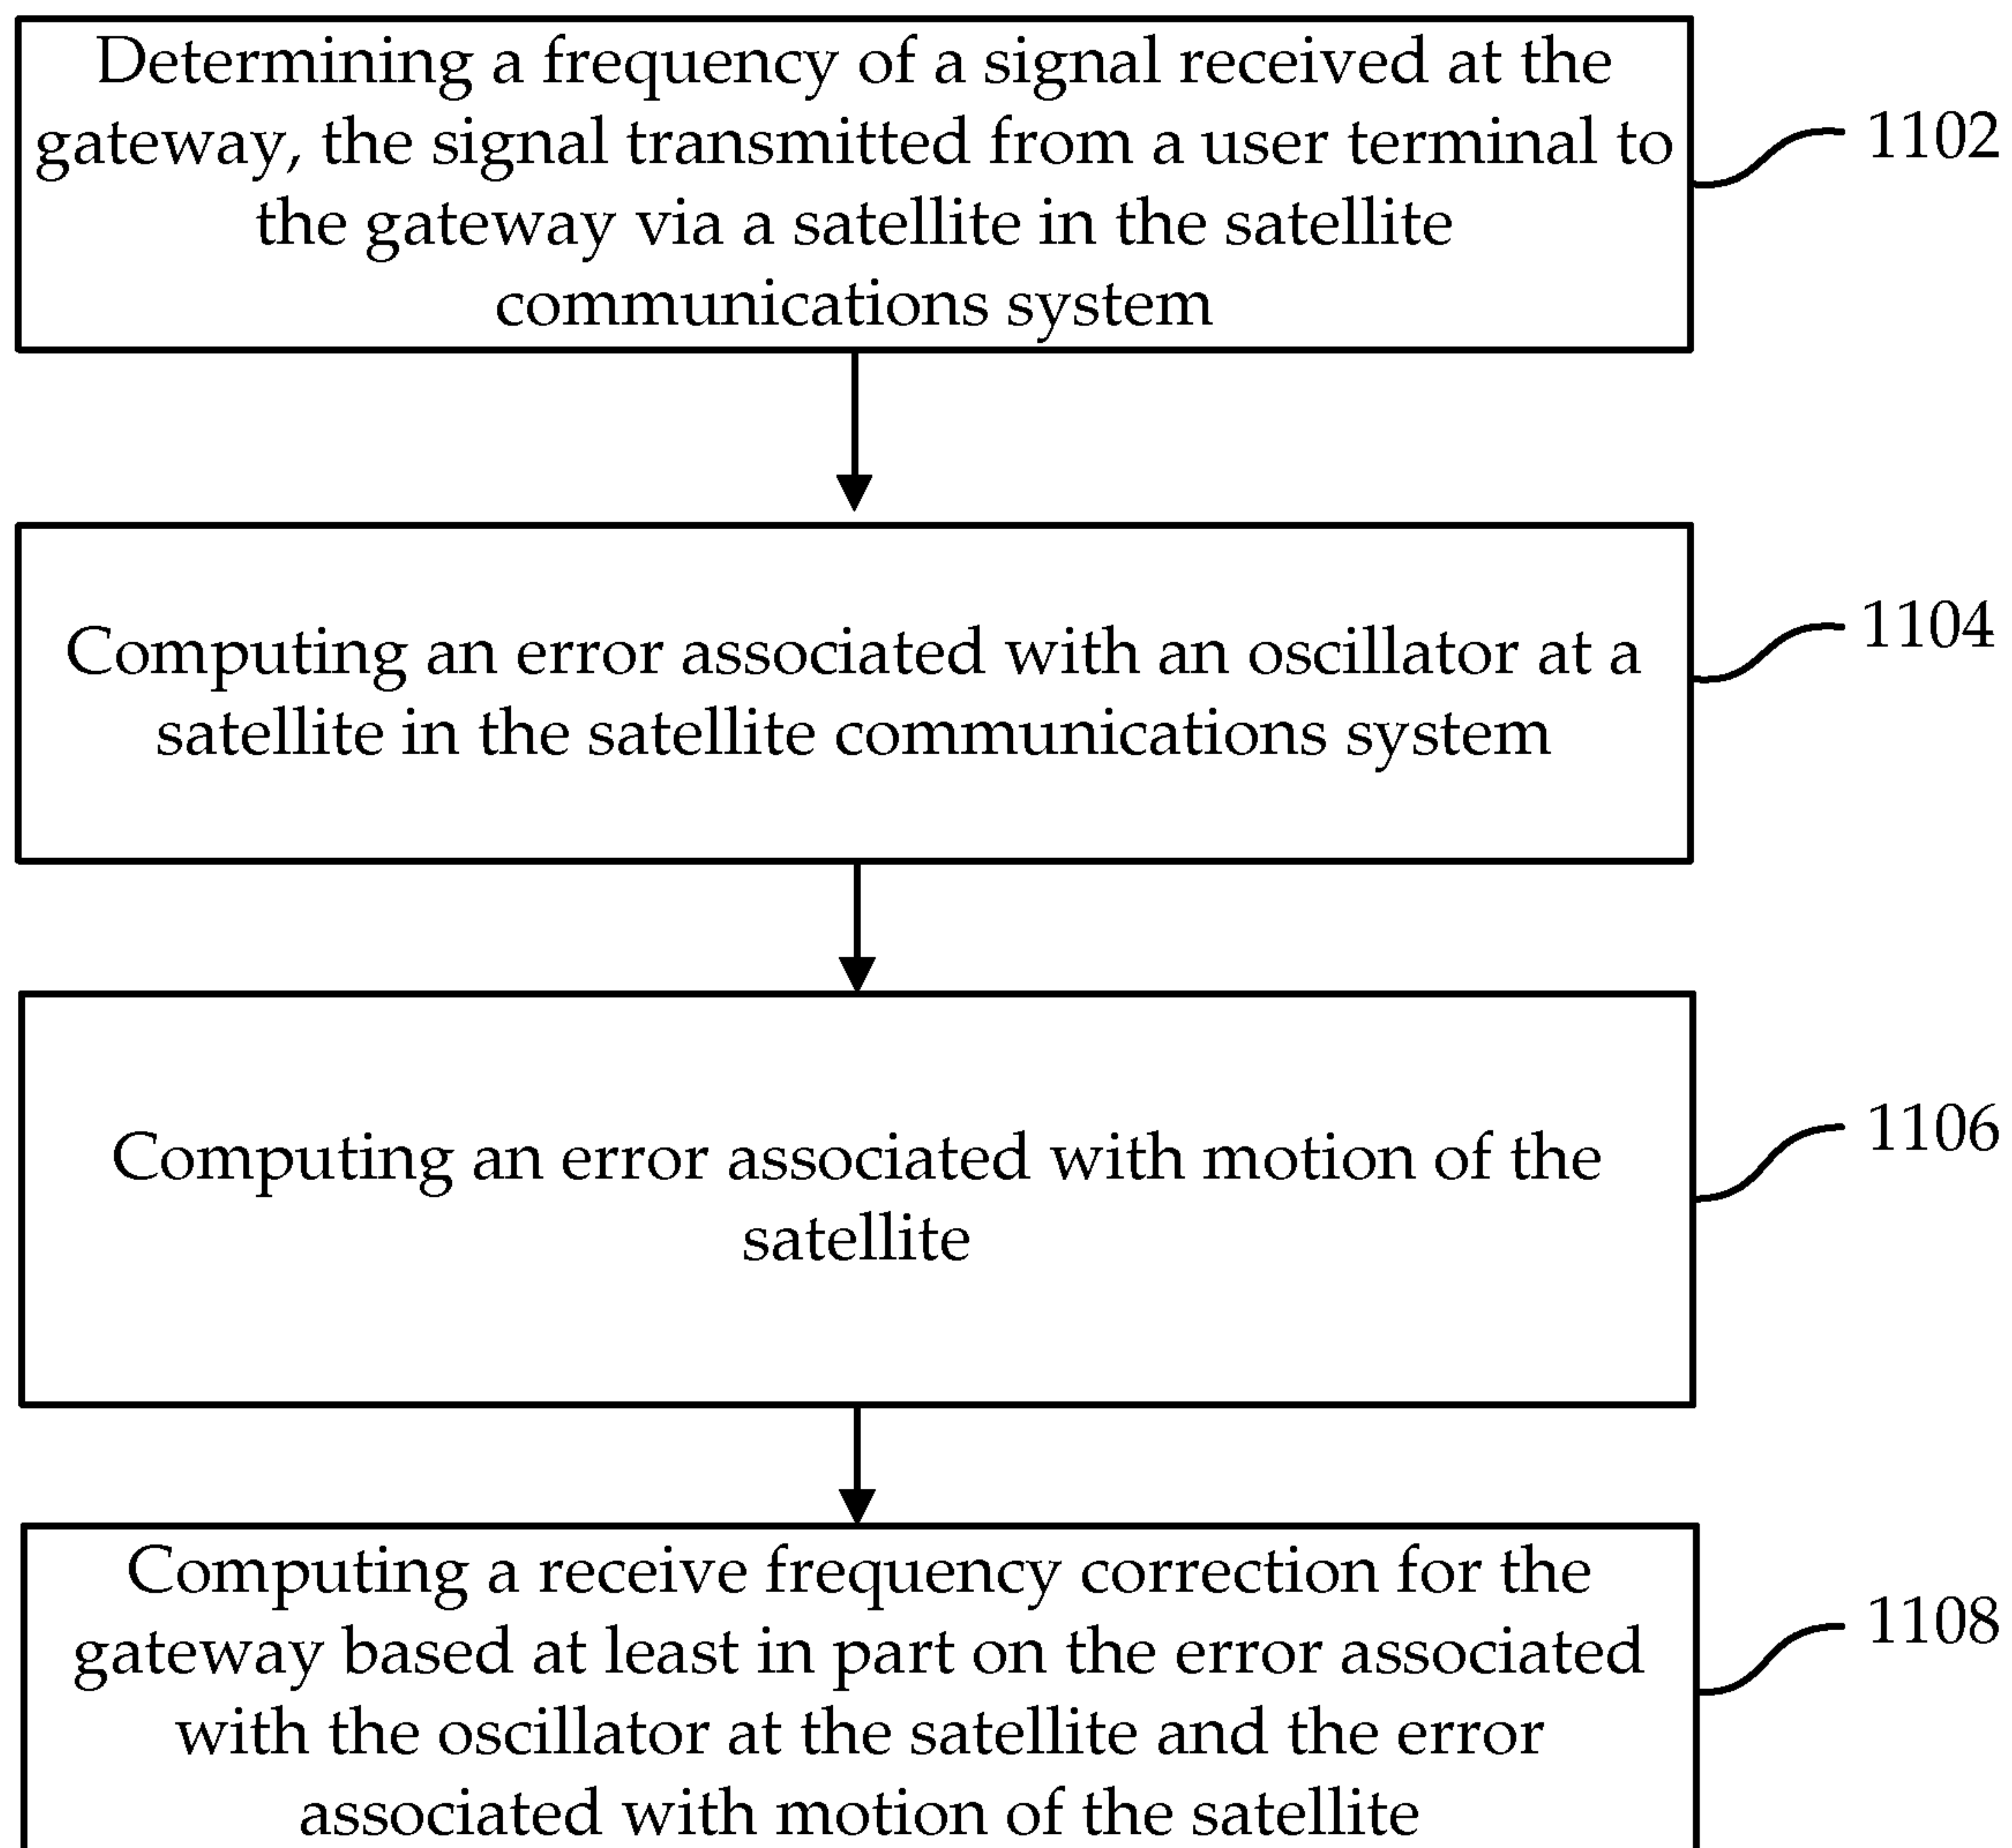 Determining a frequency of a signal received at the
gateway, the signal transmitted from a user terminal to
the gateway via a satellite in the satellite
communications system
1102
Computing an error associated with an oscillator at a
satellite in the satellite communications system
1104
Computing an error associated with motion of the
satellite
1106
Computing a receive frequency correction for the
gateway based at least in part on the error associated
with the oscillator at the satellite and the error
associated with motion of the satellite
1108